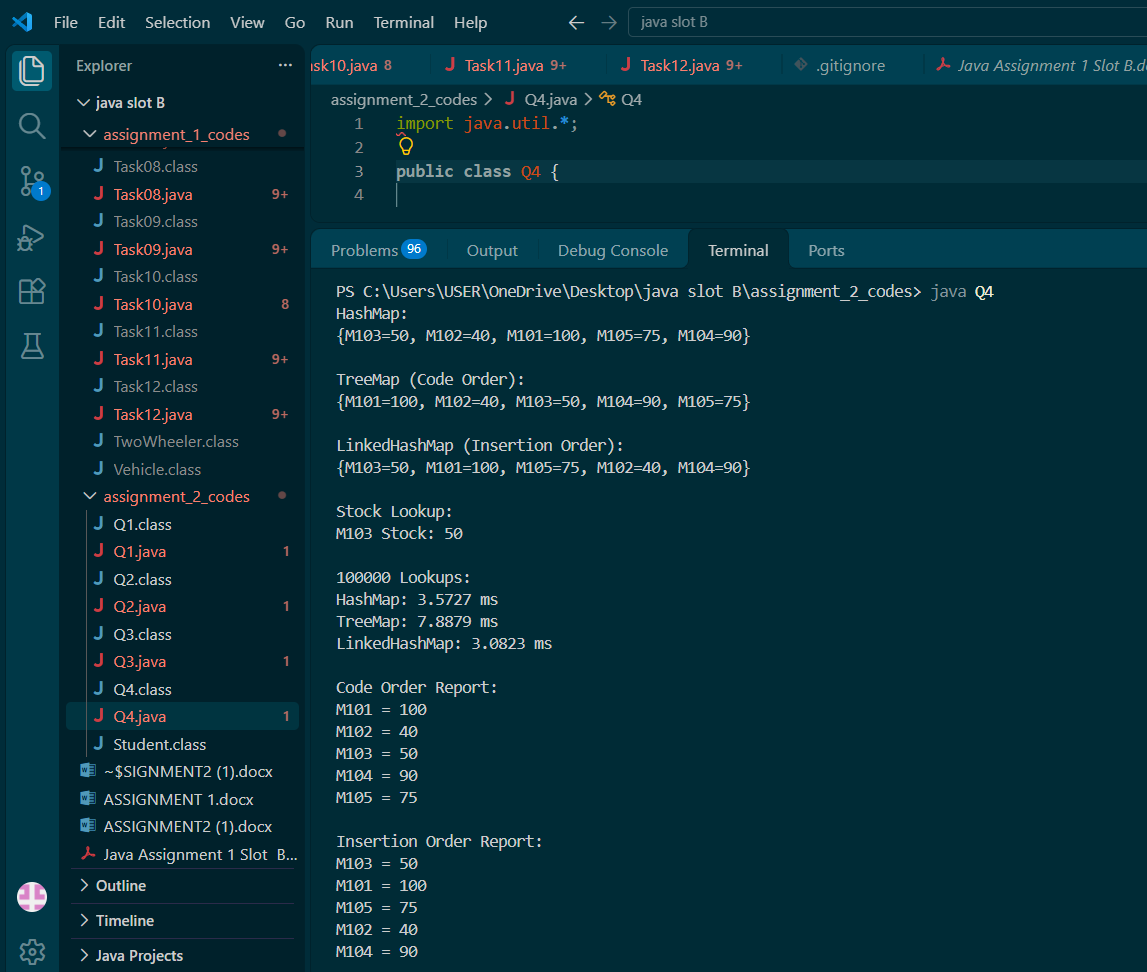 File Edit Selection View Go Run Terminal Help
java slot B
Explorer
java slot B
assignment_1_codes
Task08.class
Task08.java 9+
Task09.class
Task09.java 9+
Task10.class
Task10.java 8
Task11.class
Task11.java 9+
Task12.class
Task12.java 9+
TwoWheeler.class
Vehicle.class
assignment_2_codes
Q1.class
Q1.java 1
Q2.class
Q2.java 1
Q3.class
Q3.java 1
Q4.class
Q4.java 1
Student.class
~$SIGNMENT2 (1).docx
ASSIGNMENT 1.docx
ASSIGNMENT2 (1).docx
Java Assignment 1 Slot B...
Outline
Timeline
Java Projects
1
sk10.java 8 Task11.java 9+ Task12.java 9+ .gitignore Java Assignment 1 Slot B.d
assignment_2_codes > Q4.java > Q4
1 import java.util.*;
2
3 public class Q4 {
4
Problems 96 Output Debug Console Terminal Ports
PS C:\Users\USER\OneDrive\Desktop\java slot B\assignment_2_codes> java Q4
HashMap:
{M103=50, M102=40, M101=100, M105=75, M104=90}
TreeMap (Code Order):
{M101=100, M102=40, M103=50, M104=90, M105=75}
LinkedHashMap (Insertion Order):
{M103=50, M101=100, M105=75, M102=40, M104=90}
Stock Lookup:
M103 Stock: 50
100000 Lookups:
HashMap: 3.5727 ms
TreeMap: 7.8879 ms
LinkedHashMap: 3.0823 ms
Code Order Report:
M101 = 100
M102 = 40
M103 = 50
M104 = 90
M105 = 75
Insertion Order Report:
M103 = 50
M101 = 100
M105 = 75
M102 = 40
M104 = 90